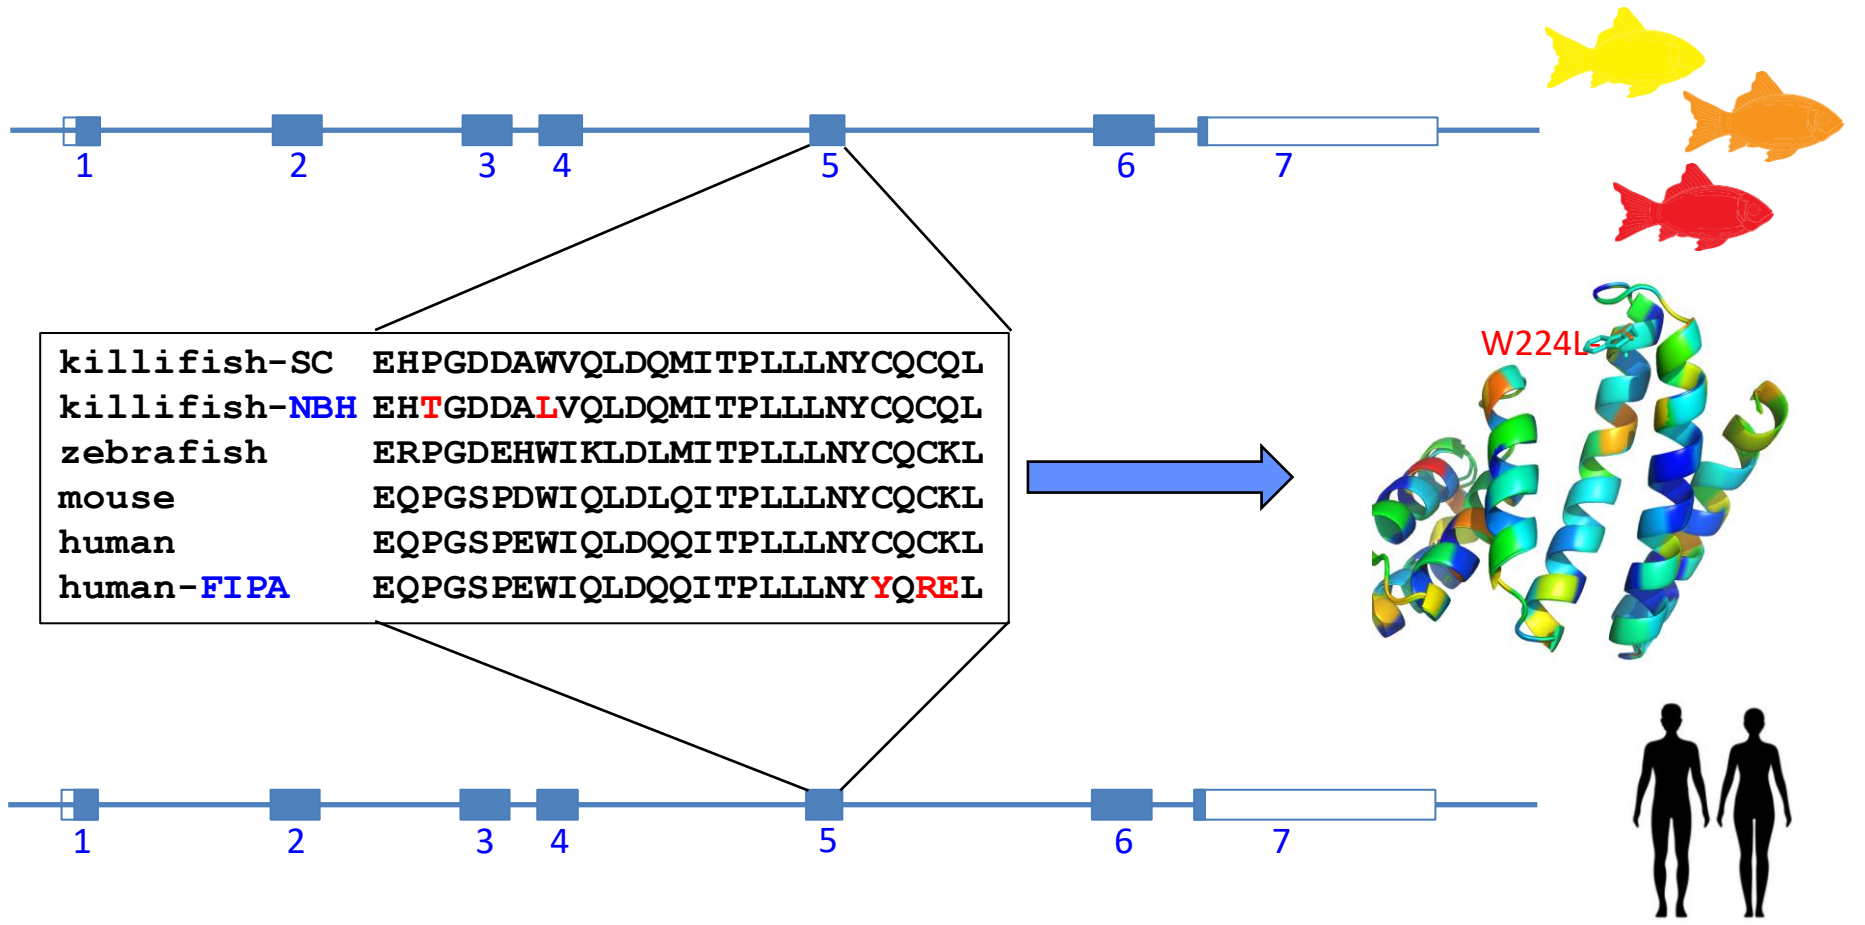 1 2 3 4 5 6 7
killifish-SC EHPGDDAWVQLDQMITPLLLNYCQCQL
killifish-NBH EHTGDDALVQLDQMITPLLLNYCQCQL
zebrafish ERPGDEHWIKLDLMITPLLLNYCQCKL
mouse EQPGSPDWIQLDLQITPLLLNYCQCKL
human EQPGSPEWIQLDQQITPLLLNYCQCKL
human-FIPA EQPGSPEWIQLDQQITPLLLNYYQREL
W224L
1 2 3 4 5 6 7